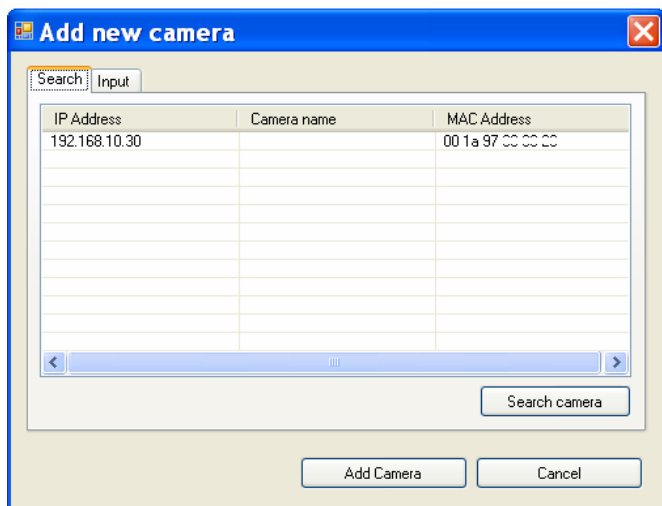 Add new camera
Search Input
IP Address Camera name MAC Address
192.168.10.30 00 1a 97
Search camera
Add Camera Cancel